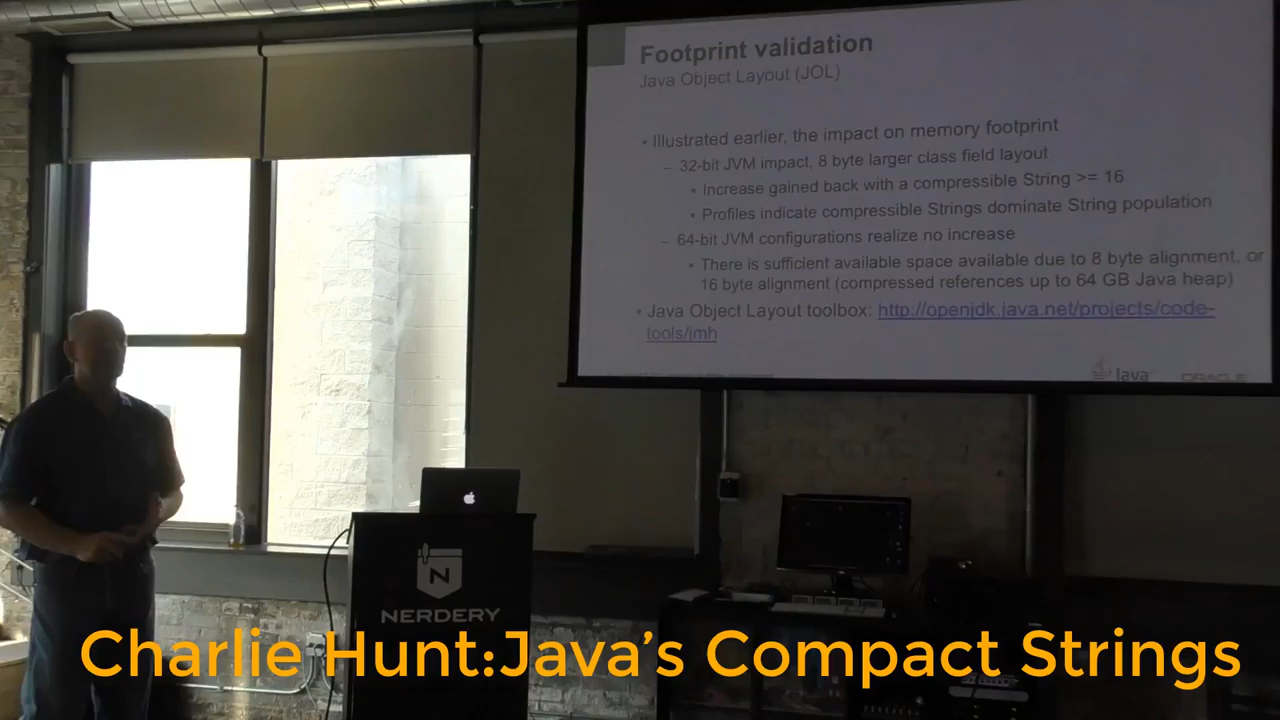 Footprint validation
Java Object Layout (JOL)
• Illustrated earlier, the impact on memory footprint
– 32-bit JVM impact, 8 byte larger class field layout
• Increase gained back with a compressible String >= 16
• Profiles indicate compressible Strings dominate String population
– 64-bit JVM configurations realize no increase
• There is sufficient available space available due to 8 byte alignment, or
16 byte alignment (compressed references up to 64 GB Java heap)
• Java Object Layout toolbox: http://openjdk.java.net/projects/code-
tools/jmh
Java
ORACLE
N
NERDERY
Charlie Hunt:Java’s Compact Strings